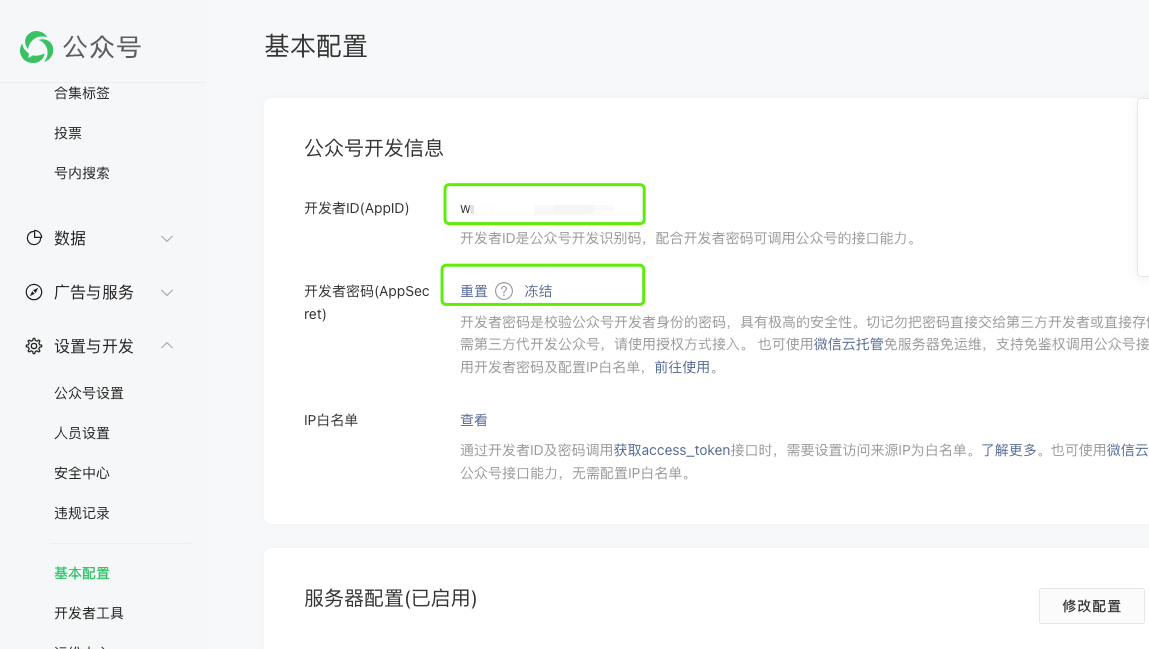 公众号
基本配置
合集标签
投票
号内搜索
数据
广告与服务
设置与开发
公众号设置
人员设置
安全中心
违规记录
基本配置
开发者工具
公众号开发信息
开发者ID(AppID)
w
开发者ID是公众号开发识别码，配合开发者密码可调用公众号的接口能力。
开发者密码(AppSec
ret)
重置 ? 冻结
开发者密码是校验公众号开发者身份的密码，具有极高的安全性。切记勿把密码直接交给第三方开发者或直接存
需第三方代开发公众号，请使用授权方式接入。 也可使用微信云托管免服务器免运维，支持免鉴权调用公众号接
用开发者密码及配置IP白名单，前往使用。
IP白名单
查看
通过开发者ID及密码调用获取access_token接口时，需要设置访问来源IP为白名单。了解更多。也可使用微信云
公众号接口能力，无需配置IP白名单。
服务器配置(已启用)
修改配置